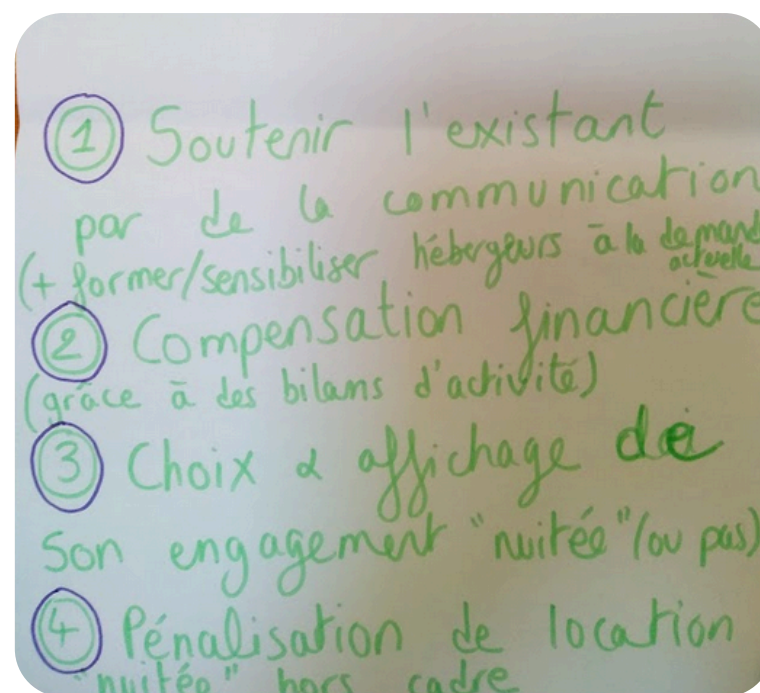 ① Soutenir l'existant
par de la communication
(+ former/sensibiliser hébergeurs à la demand
actuelle
② Compensation financière
(grâce à des bilans d'activité)
③ Choix & affichage de
son engagement "nuitée" (ou pas)
④ Pénalisation de location
"nuitée" hors cadre